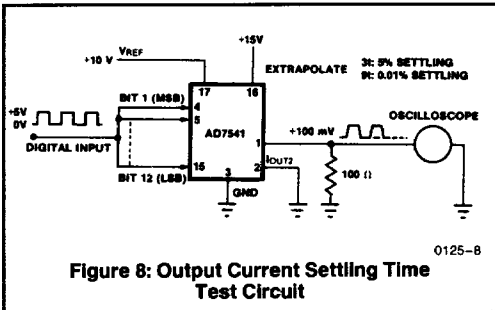 +15V
VREF
+10 V
EXTRAPOLATE
3t: 5% SETTLING
9t: 0.01% SETTLING
17
16
BIT 1 (MSB)
4
5
OSCILLOSCOPE
+5V
0V
AD7541
1
+100 mV
DIGITAL INPUT
IOUT2
2
15
BIT 12 (LSB)
3
GND
100 Ω
0125-8
Figure 8: Output Current Settling Time
Test Circuit